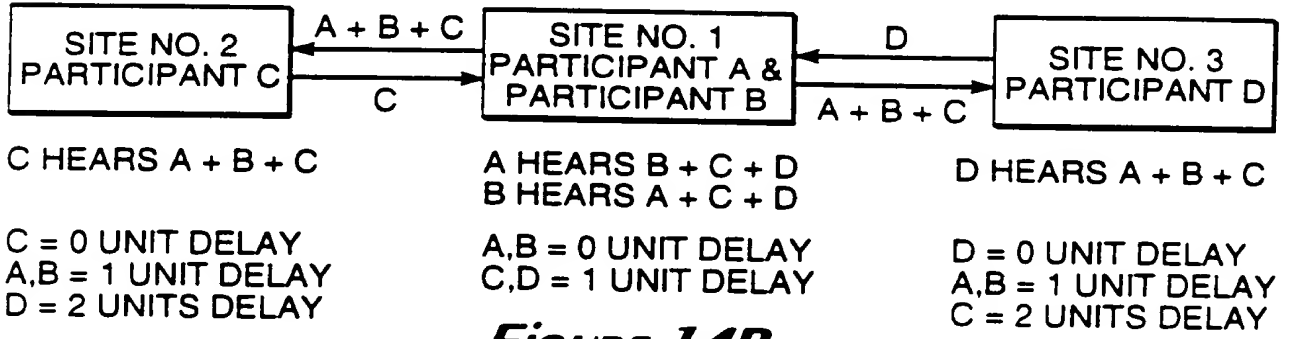 SITE NO. 2
PARTICIPANT C
A + B + C
C
SITE NO. 1
PARTICIPANT A &
PARTICIPANT B
D
A + B + C
SITE NO. 3
PARTICIPANT D
C HEARS A + B + C
C = 0 UNIT DELAY
A,B = 1 UNIT DELAY
D = 2 UNITS DELAY
A HEARS B + C + D
B HEARS A + C + D
A,B = 0 UNIT DELAY
C,D = 1 UNIT DELAY
D HEARS A + B + C
D = 0 UNIT DELAY
A,B = 1 UNIT DELAY
C = 2 UNITS DELAY
Figure